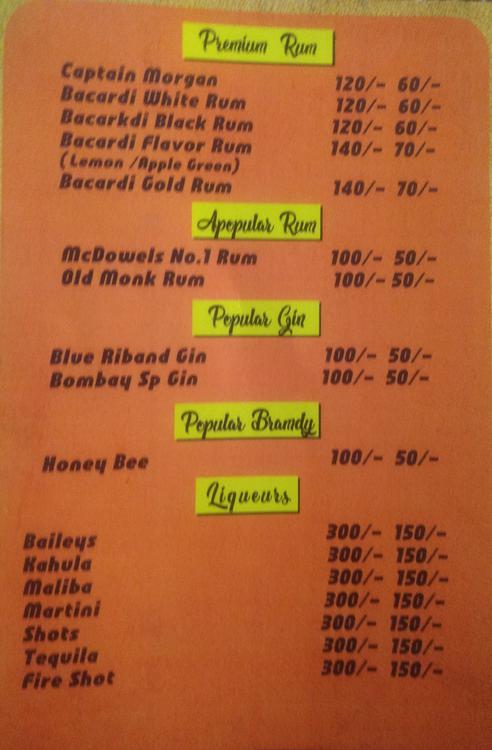 Premium Rum
Captain Morgan 120/- 60/-
Bacardi White Rum 120/- 60/-
Bacarkdi Black Rum 120/- 60/-
Bacardi Flavor Rum 140/- 70/-
(Lemon /Apple Green)
Bacardi Gold Rum 140/- 70/-
Apopular Rum
McDowels No.1 Rum 100/- 50/-
Old Monk Rum 100/- 50/-
Popular Gin
Blue Riband Gin 100/- 50/-
Bombay Sp Gin 100/- 50/-
Popular Bramdy
Honey Bee 100/- 50/-
Liqueurs
Baileys 300/- 150/-
Kahula 300/- 150/-
Maliba 300/- 150/-
Martini 300/- 150/-
Shots 300/- 150/-
Tequila 300/- 150/-
Fire Shot 300/- 150/-